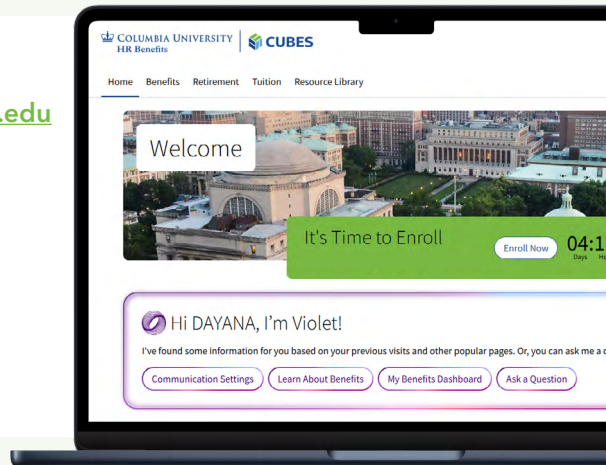 .edu
COLUMBIA UNIVERSITY
HR Benefits
CUBES
Home Benefits Retirement Tuition Resource Library
Welcome
It's Time to Enroll
Enroll Now
04:1
Days
Hi DAYANA, I'm Violet!
I've found some information for you based on your previous visits and other popular pages. Or, you can ask me a
Communication Settings Learn About Benefits My Benefits Dashboard Ask a Question